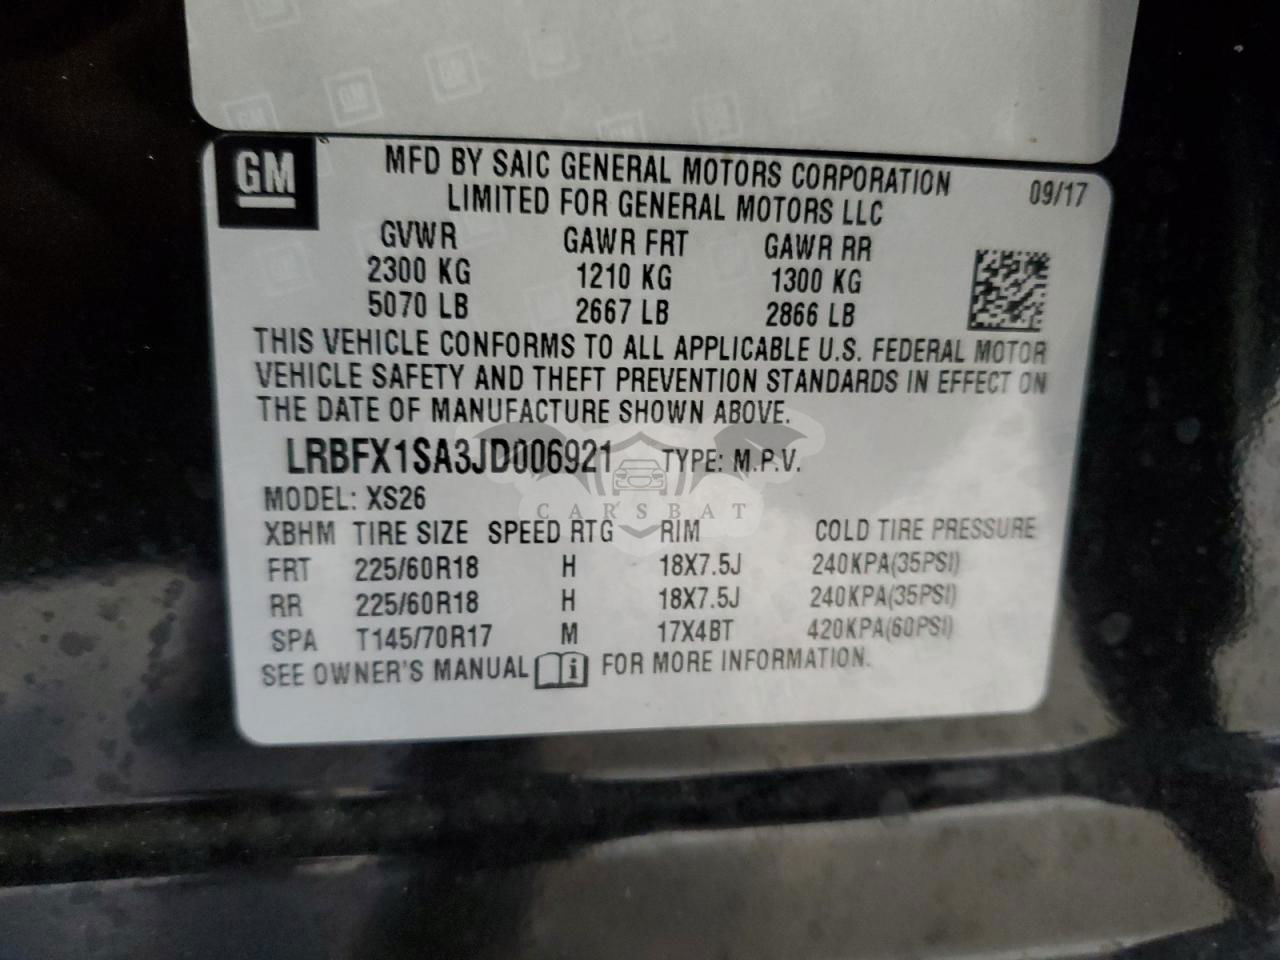 GM
MFD BY SAIC GENERAL MOTORS CORPORATION
LIMITED FOR GENERAL MOTORS LLC
09/17
GVWR GAWR FRT GAWR RR
2300 KG 1210 KG 1300 KG
5070 LB 2667 LB 2866 LB
THIS VEHICLE CONFORMS TO ALL APPLICABLE U.S. FEDERAL MOTOR
VEHICLE SAFETY AND THEFT PREVENTION STANDARDS IN EFFECT ON
THE DATE OF MANUFACTURE SHOWN ABOVE.
LRBFX1SA3JD006921 TYPE: M.P.V.
MODEL: XS26
CARSBAT
XBHM TIRE SIZE SPEED RTG RIM COLD TIRE PRESSURE
FRT 225/60R18 H 18X7.5J 240KPA(35PSI)
RR 225/60R18 H 18X7.5J 240KPA(35PSI)
SPA T145/70R17 M 17X4BT 420KPA(60PSI)
SEE OWNER'S MANUAL i FOR MORE INFORMATION.